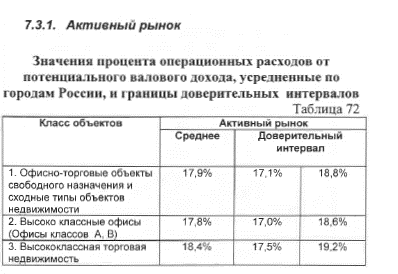 7.3.1. Активный рынок
Значения процента операционных расходов от
потенциального валового дохода, усредненные по
городам России, и границы доверительных интервалов
Таблица 72
Класс объектов
Активный рынок
Среднее
Доверительный
интервал
1. Офисно-торговые объекты
свободного назначения и
сходные типы объектов
недвижимости
17,9%
17,1%
18,8%
2. Высоко классные офисы
(Офисы классов А, В)
17,8%
17,0%
18,6%
3. Высококлассная торговая
недвижимость
18,4%
17,5%
19,2%